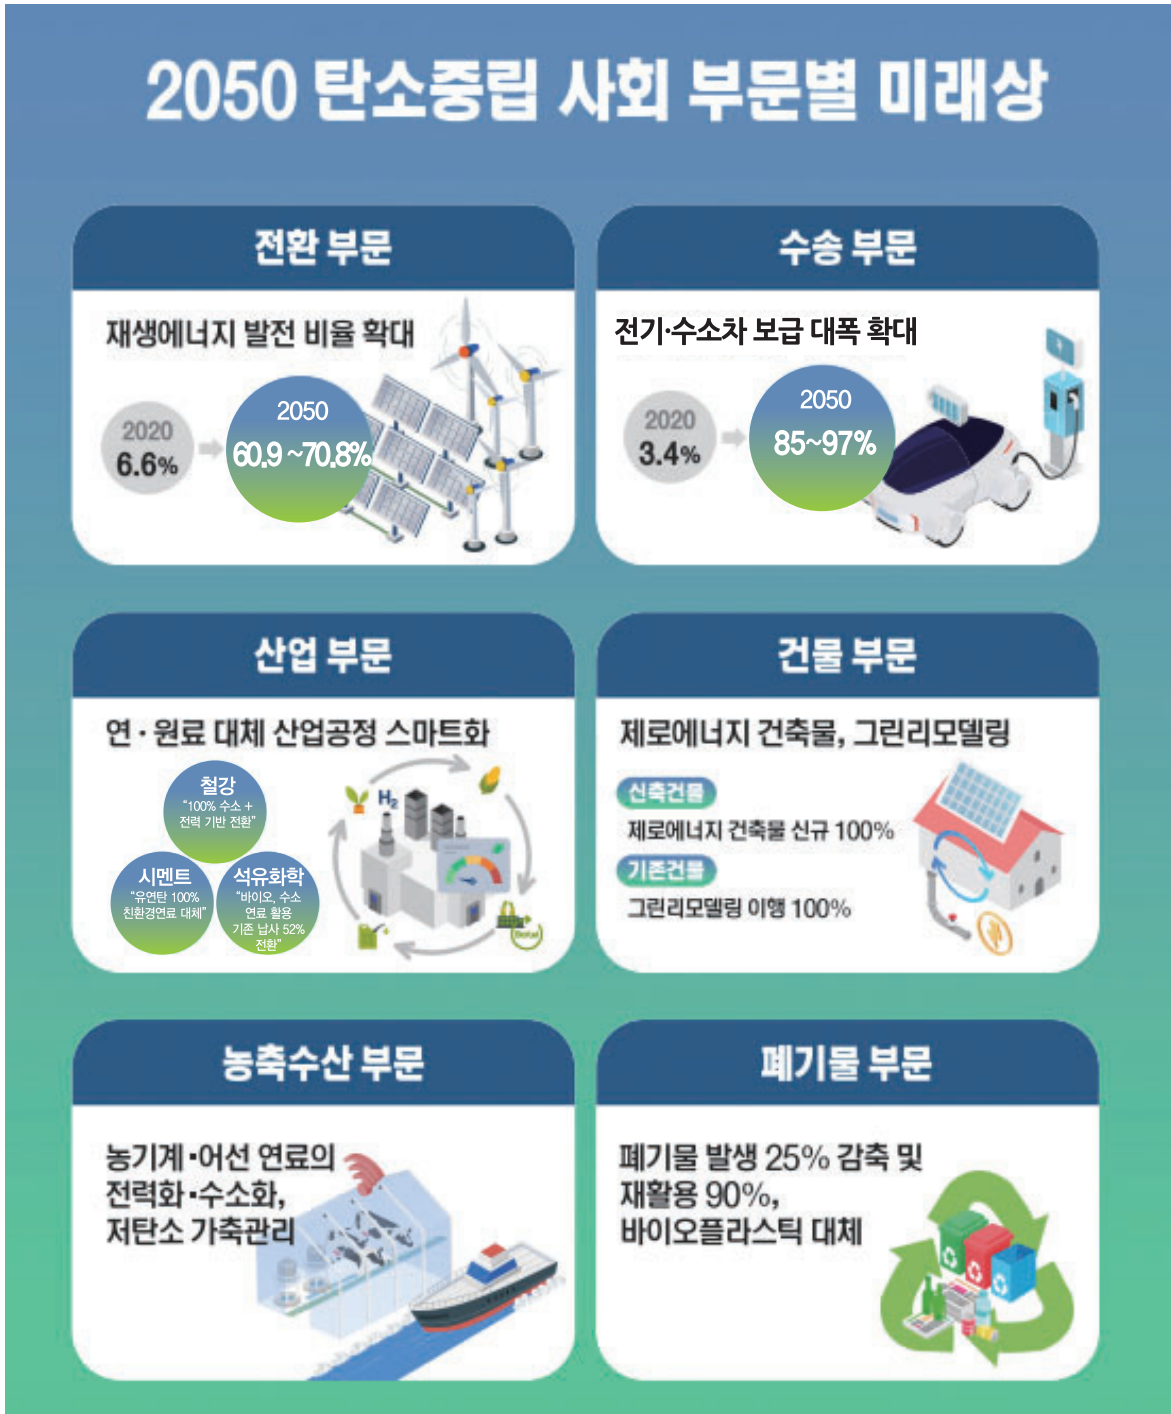 2050 탄소중립 사회 부문별 미래상
전환 부문
재생에너지 발전 비율 확대
2020
6.6%
2050
60.9 ~70.8%
수송 부문
전기·수소차 보급 대폭 확대
2020
3.4%
2050
85~97%
산업 부문
연·원료 대체 산업공정 스마트화
철강
“100% 수소 +
전력 기반 전환”
시멘트
“유연탄 100%
친환경연료 대체”
석유화학
“바이오, 수소
연료 활용
기존 납사 52%
전환”
H₂
Biofuel
건물 부문
제로에너지 건축물, 그린리모델링
신축건물
제로에너지 건축물 신규 100%
기존건물
그린리모델링 이행 100%
농축수산 부문
농기계·어선 연료의
전력화·수소화,
저탄소 가축관리
폐기물 부문
폐기물 발생 25% 감축 및
재활용 90%,
바이오플라스틱 대체